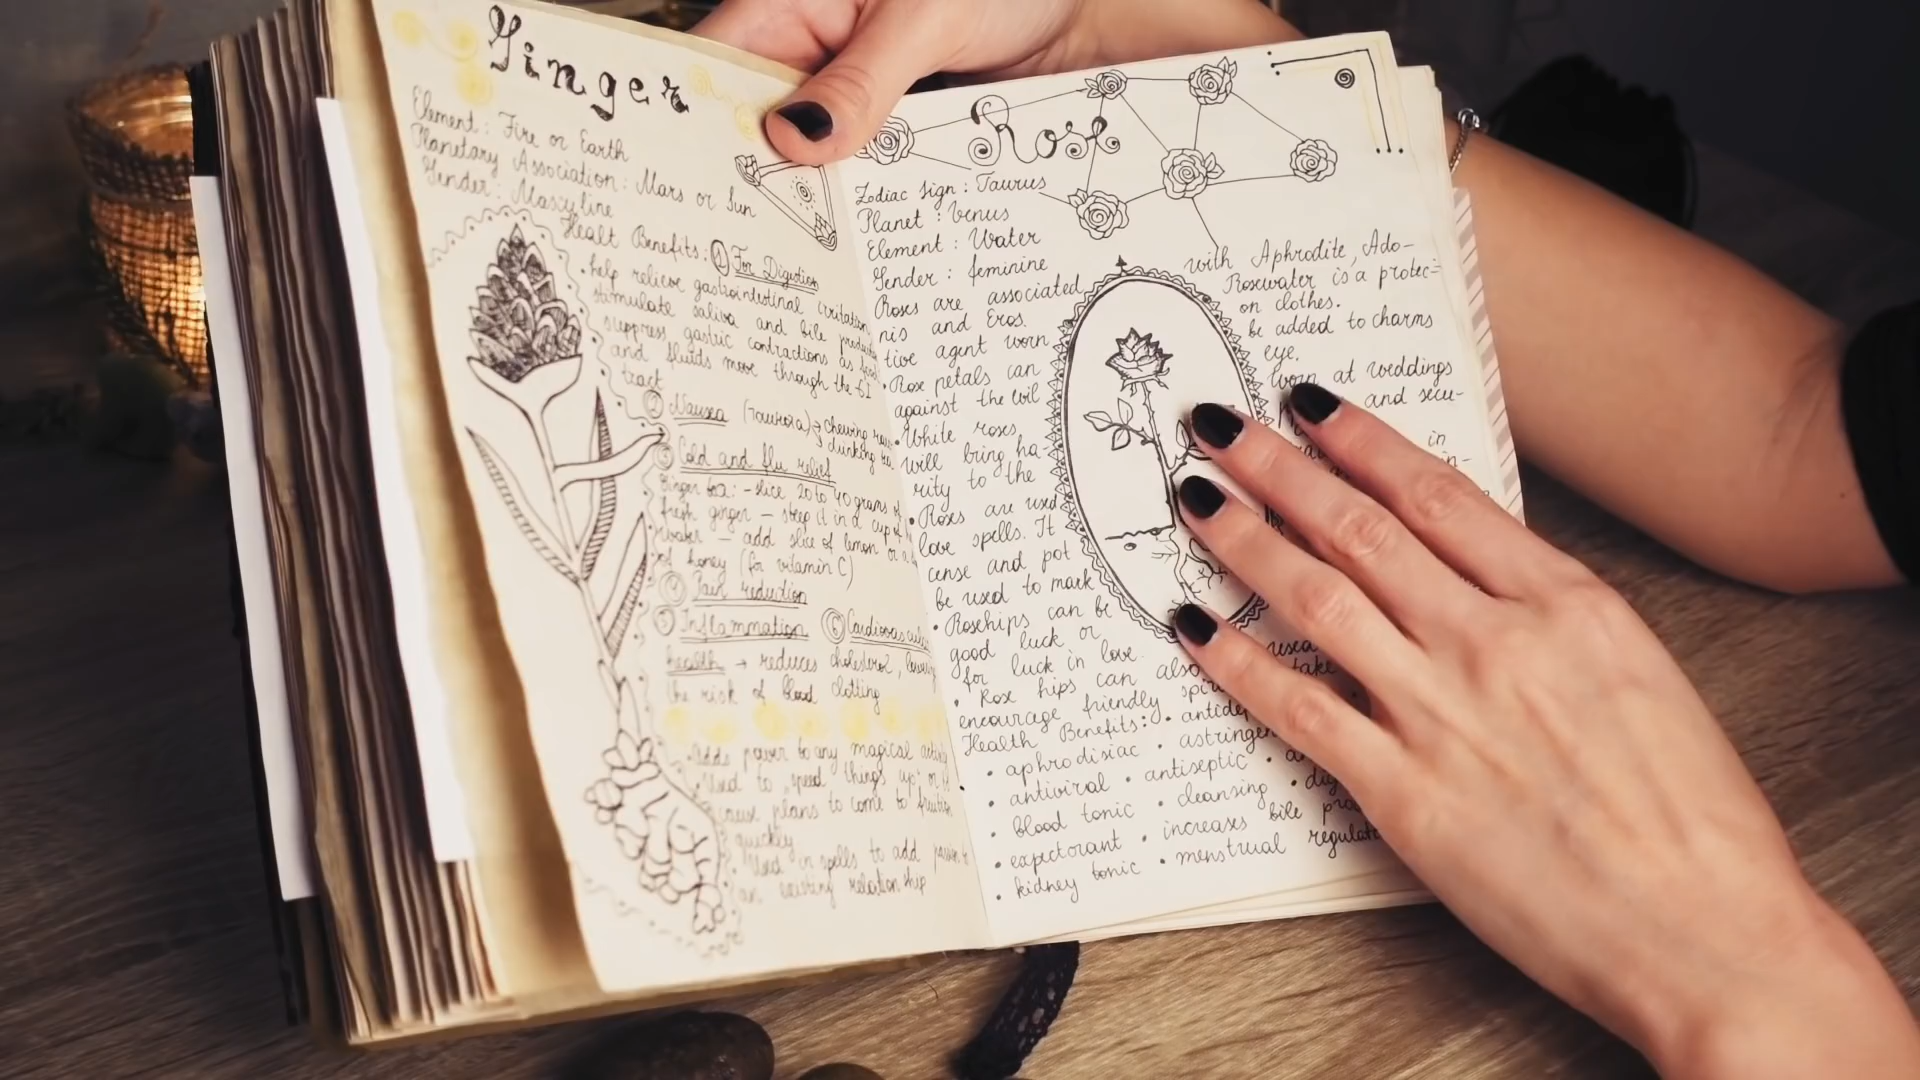 Ginger
Element : Fire or Earth
Planetary Association : Mars or Sun
Gender : Masculine
Healt Benefits : ① For Digestion
• help relieve gastrointestinal irritation
stimulate saliva and bile
suppress gastric contractions as food
and fluids move through the GI
tract
② Nausea → chewing raw
→ drinking
③ Cold and flu relief
Ginger tea : - slice 20 to 40 grams of
fresh ginger - steep it in a cup of
water - add slice of lemon or a
of honey (for vitamin C)
④ Pain reduction
⑤ Inflammation ⑥
health → reduces cholesterol,
the risk of blood clotting
• Adds power to any magical
• Used to speed things up or to
cause plans to come to
quickly
• Used in spells to add
an existing relationship
Rose
Zodiac Sign : Taurus
Planet : Venus
Element : Water
Gender : feminine
Roses are associated with Aphrodite, Ado-
nis and Eros. Rosewater is a protec-
tive agent worn on clothes.
• Rose petals can be added to charms
against the evil eye.
• White roses worn at weddings
will bring ha- and secu-
rity to the
• Roses are used in
love spells. It in-
cense and pot
be used to mark
• Rosehips can be
good luck or
for luck in love.
• Rose hips can also
encourage friendly take
Health Benefits :
• aphrodisiac
• antiviral • antiseptic
• blood tonic • cleansing
• expectorant • increases bile
• kidney tonic • menstrual